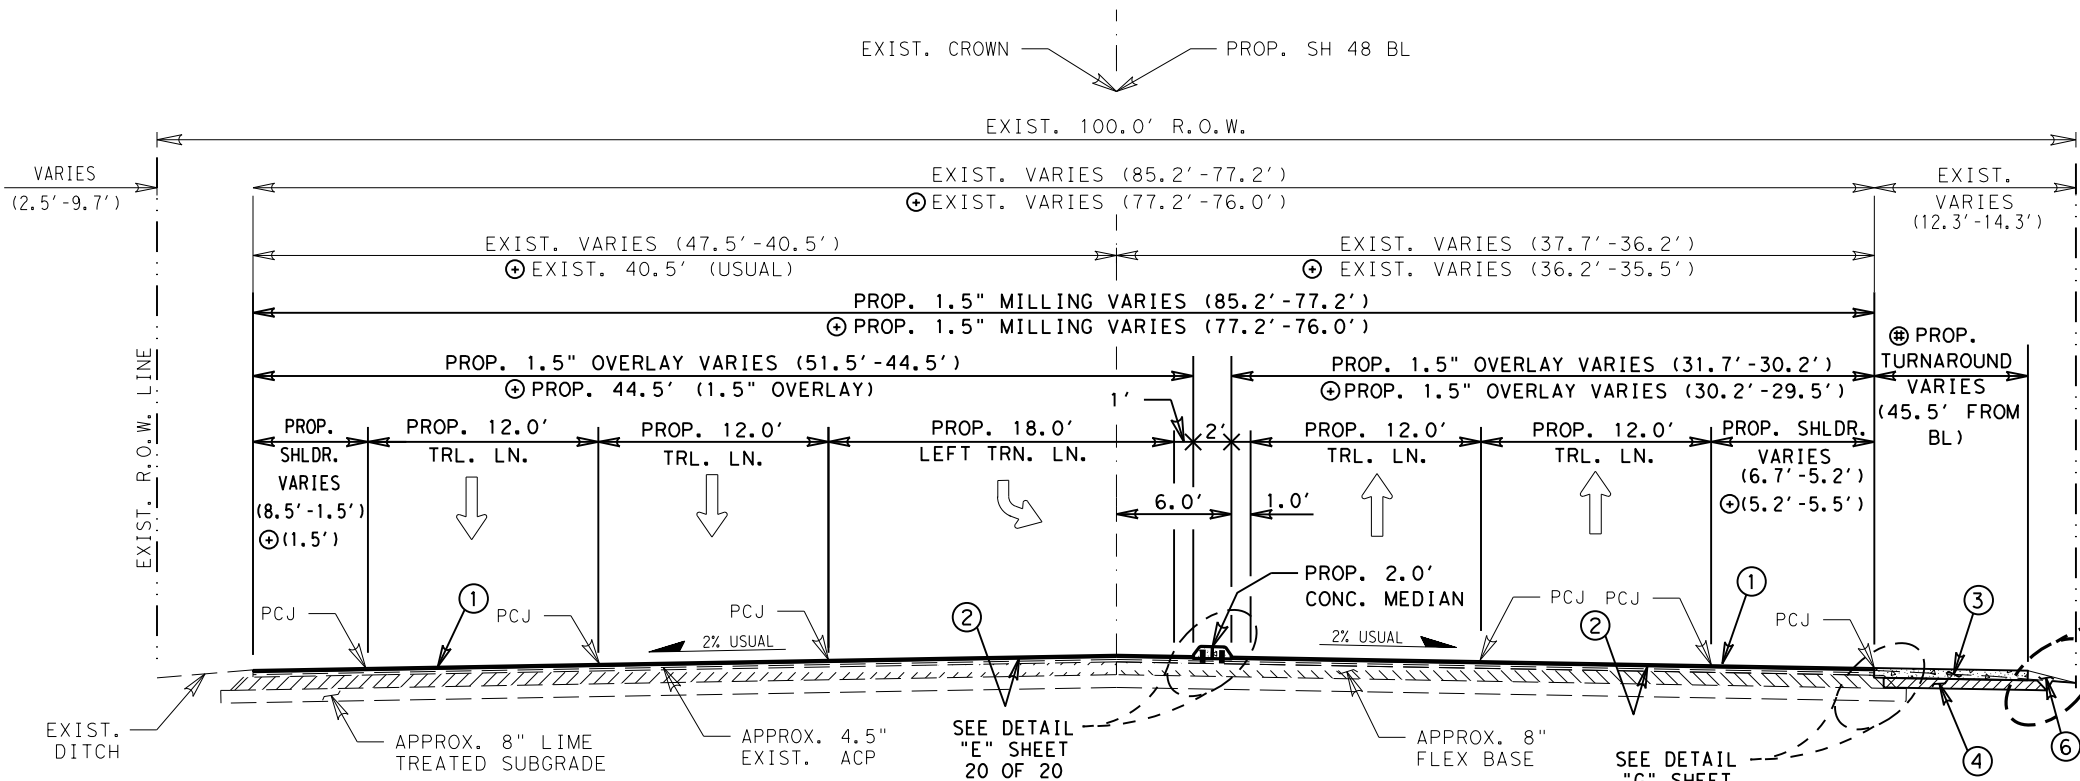 EXIST. CROWN
PROP. SH 48 BL
EXIST. 100.0' R.O.W.
VARIES
(2.5'-9.7')
EXIST. VARIES (85.2'-77.2')
⊕ EXIST. VARIES (77.2'-76.0')
EXIST.
VARIES
(12.3'-14.3')
EXIST. VARIES (47.5'-40.5')
⊕ EXIST. 40.5' (USUAL)
EXIST. VARIES (37.7'-36.2')
⊕ EXIST. VARIES (36.2'-35.5')
PROP. 1.5" MILLING VARIES (85.2'-77.2')
⊕ PROP. 1.5" MILLING VARIES (77.2'-76.0')
PROP. 1.5" OVERLAY VARIES (51.5'-44.5')
⊕ PROP. 44.5' (1.5" OVERLAY)
PROP. 1.5" OVERLAY VARIES (31.7'-30.2')
⊕ PROP. 1.5" OVERLAY VARIES (30.2'-29.5')
# PROP.
TURNAROUND
VARIES
(45.5' FROM
BL)
EXIST. R.O.W. LINE
PROP.
SHLDR.
VARIES
(8.5'-1.5')
⊕(1.5')
PROP. 12.0'
TRL. LN.
PROP. 12.0'
TRL. LN.
PROP. 18.0'
LEFT TRN. LN.
1'
2'
6.0'
1.0'
PROP. 12.0'
TRL. LN.
PROP. 12.0'
TRL. LN.
PROP. SHLDR.
VARIES
(6.7'-5.2')
⊕(5.2'-5.5')
PROP. 2.0'
CONC. MEDIAN
PCJ
1
PCJ
PCJ
2% USUAL
2
2% USUAL
PCJ
PCJ
2
1
PCJ
3
EXIST.
DITCH
APPROX. 8" LIME
TREATED SUBGRADE
APPROX. 4.5"
EXIST. ACP
SEE DETAIL
"E" SHEET
20 OF 20
APPROX. 8"
FLEX BASE
SEE DETAIL
"C" SHEET
4
6